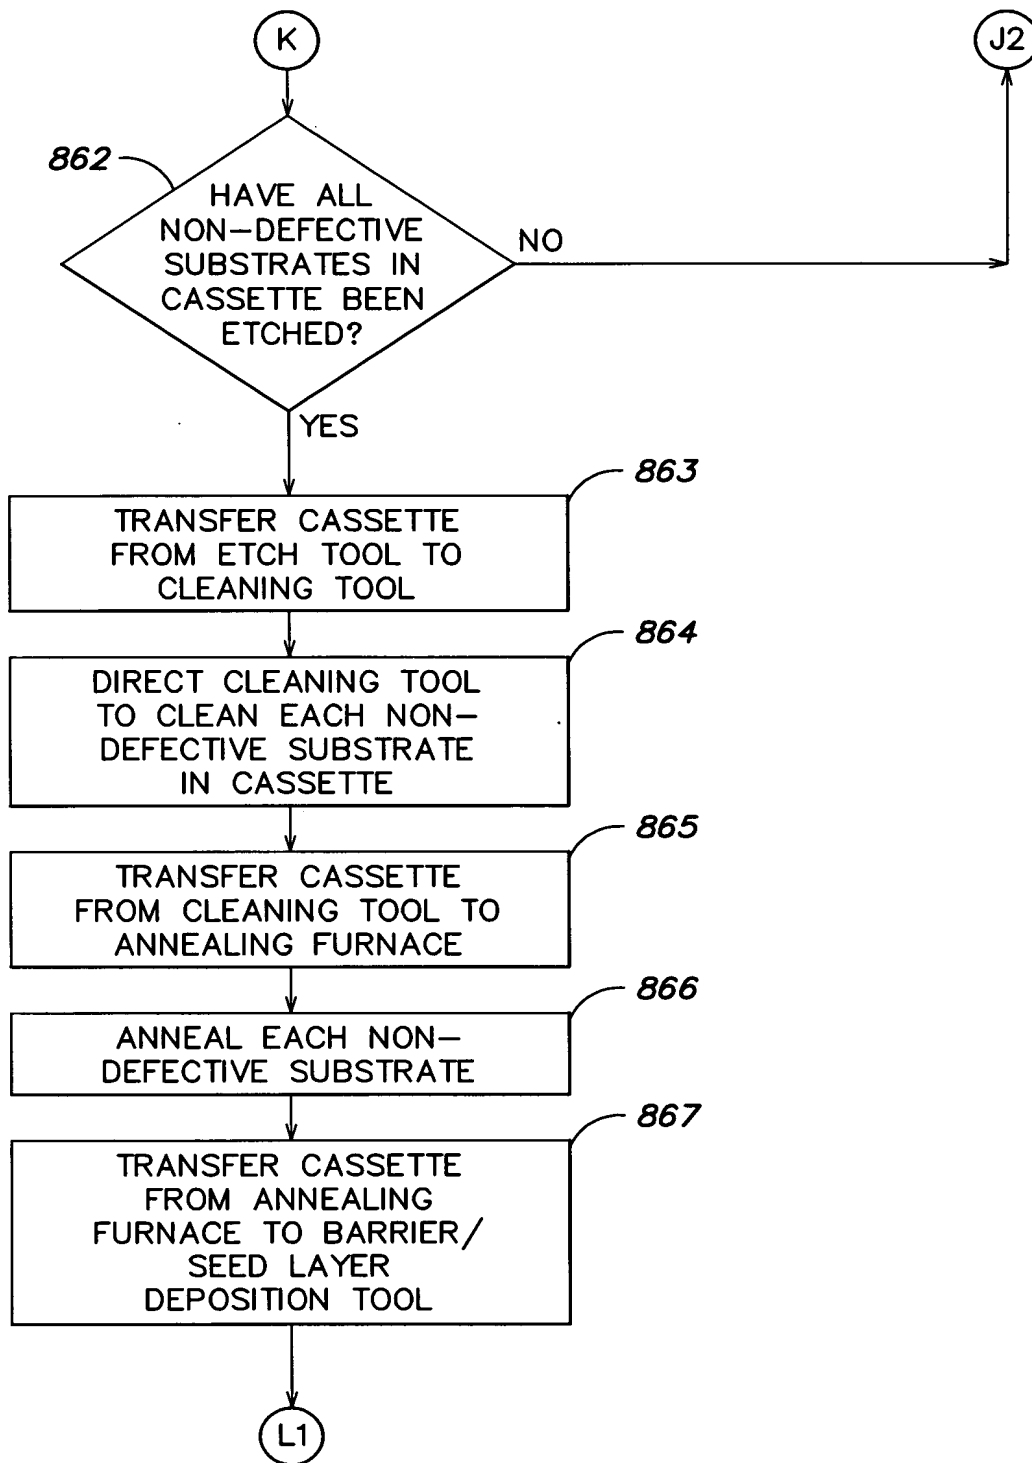 K
J2
862
HAVE ALL
NON-DEFECTIVE
SUBSTRATES IN
CASSETTE BEEN
ETCHED?
NO
YES
863
TRANSFER CASSETTE
FROM ETCH TOOL TO
CLEANING TOOL
864
DIRECT CLEANING TOOL
TO CLEAN EACH NON-
DEFECTIVE SUBSTRATE
IN CASSETTE
865
TRANSFER CASSETTE
FROM CLEANING TOOL TO
ANNEALING FURNACE
866
ANNEAL EACH NON-
DEFECTIVE SUBSTRATE
867
TRANSFER CASSETTE
FROM ANNEALING
FURNACE TO BARRIER/
SEED LAYER
DEPOSITION TOOL
L1